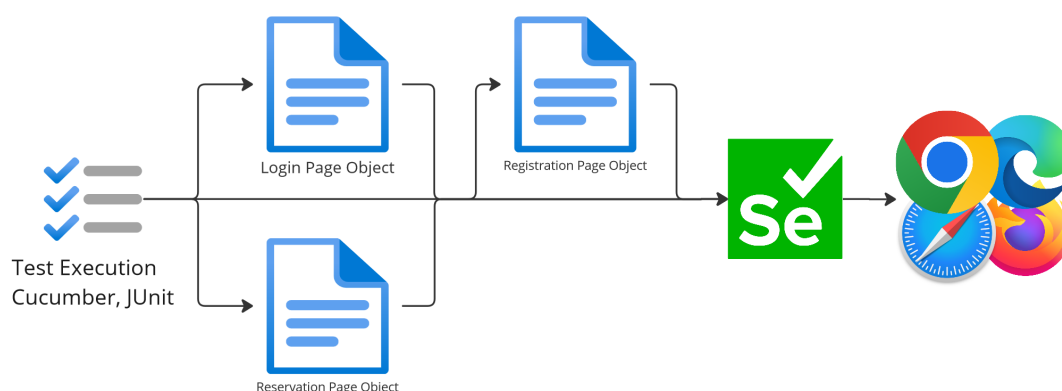 Login Page Object
Registration Page Object
Se
Test Execution
Cucumber, JUnit
Reservation Page Object